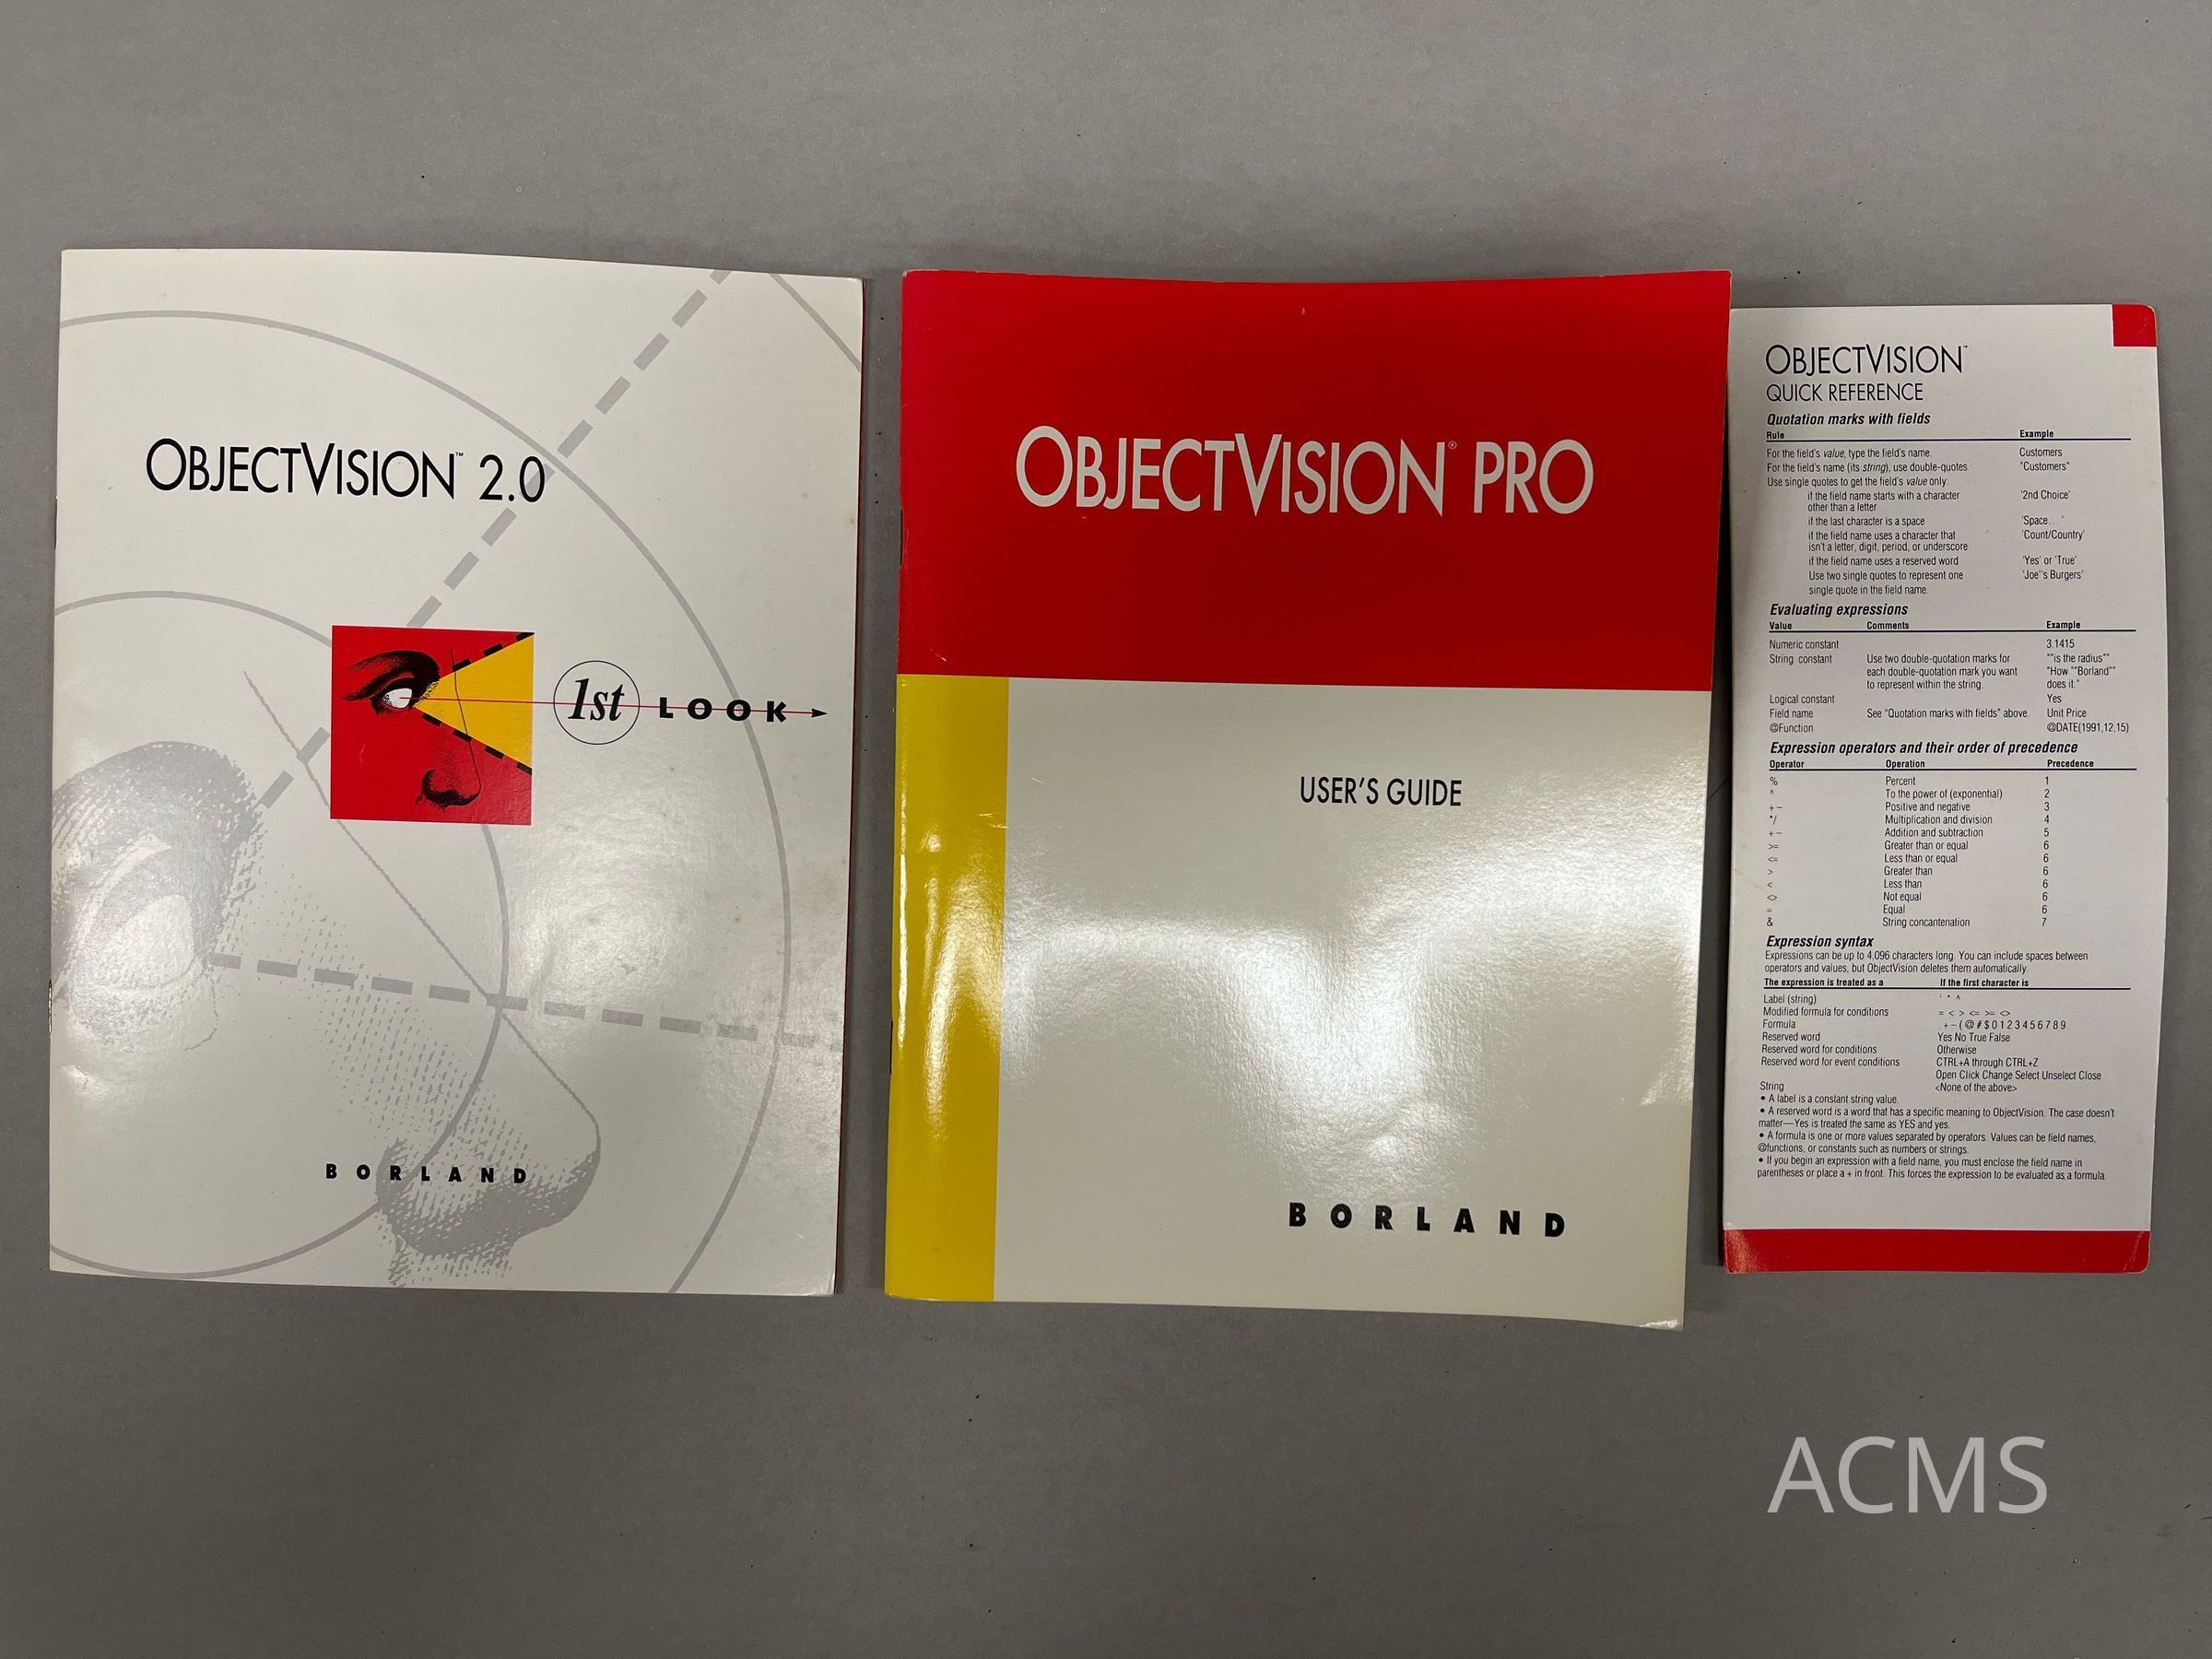 OBJECTVISION™ 2.0
1st LOOK
BORLAND
OBJECTVISION® PRO
USER'S GUIDE
BORLAND
OBJECTVISION™
QUICK REFERENCE
Quotation marks with fields
Rule Example
For the field's value, type the field's name. Customers
For the field's name (its string), use double-quotes. "Customers"
Use single quotes to get the field's value only.
if the field name starts with a character '2nd Choice'
other than a letter
if the last character is a space 'Space... '
if the field name uses a character that 'Count/Country'
isn't a letter, digit, period, or underscore
if the field name uses a reserved word 'Yes' or 'True'
Use two single quotes to represent one 'Joe''s Burgers'
single quote in the field name.
Evaluating expressions
Value Comments Example
Numeric constant 3.1415
String constant Use two double-quotation marks for ""is the radius""
each double-quotation mark you want "How ""Borland""
to represent within the string. does it."
Logical constant Yes
Field name See "Quotation marks with fields" above. Unit Price
@Function @DATE(1991,12,15)
Expression operators and their order of precedence
Operator Operation Precedence
% Percent 1
^ To the power of (exponential) 2
+ – Positive and negative 3
*/ Multiplication and division 4
+ – Addition and subtraction 5
>= Greater than or equal 6
<= Less than or equal 6
> Greater than 6
< Less than 6
<> Not equal 6
= Equal 6
& String concantenation 7
Expression syntax
Expressions can be up to 4,096 characters long. You can include spaces between
operators and values, but ObjectVision deletes them automatically.
The expression is treated as a If the first character is
Label (string) ' " ^
Modified formula for conditions = < > <= >= <>
Formula + – ( @ # $ 0 1 2 3 4 5 6 7 8 9
Reserved word Yes No True False
Reserved word for conditions Otherwise
Reserved word for event conditions CTRL+A through CTRL+Z
Open Click Change Select Unselect Close
String <None of the above>
• A label is a constant string value.
• A reserved word is a word that has a specific meaning to ObjectVision. The case doesn't
matter—Yes is treated the same as YES and yes.
• A formula is one or more values separated by operators. Values can be field names,
@functions, or constants such as numbers or strings.
• If you begin an expression with a field name, you must enclose the field name in
parentheses or place a + in front. This forces the expression to be evaluated as a formula.
ACMS